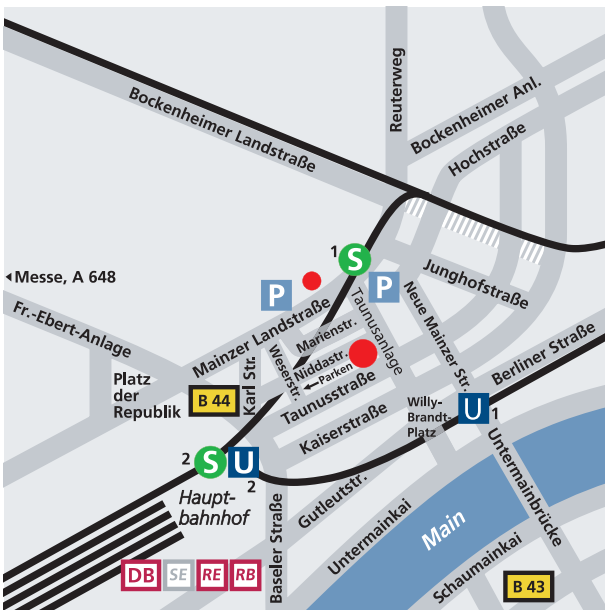 Reuterweg
Bockenheimer Landstraße
Bockenheimer Anl.
Hochstraße
1
S
Messe, A 648
P
P
Junghofstraße
Fr.-Ebert-Anlage
Mainzer Landstraße
Taunusanlage
Neue Mainzer Str.
Marienstr.
Weserstr.
Niddastr.
Parken
Berliner Straße
Karl Str.
Platz
der
Republik
B 44
Taunusstraße
Kaiserstraße
Willy-
Brandt-
Platz
U
1
2
S
U
2
Haupt-
bahnhof
Gutleutstr.
Untermainkai
Main
Untermainbrücke
Baseler Straße
Schaumainkai
DB
SE
RE
RB
B 43